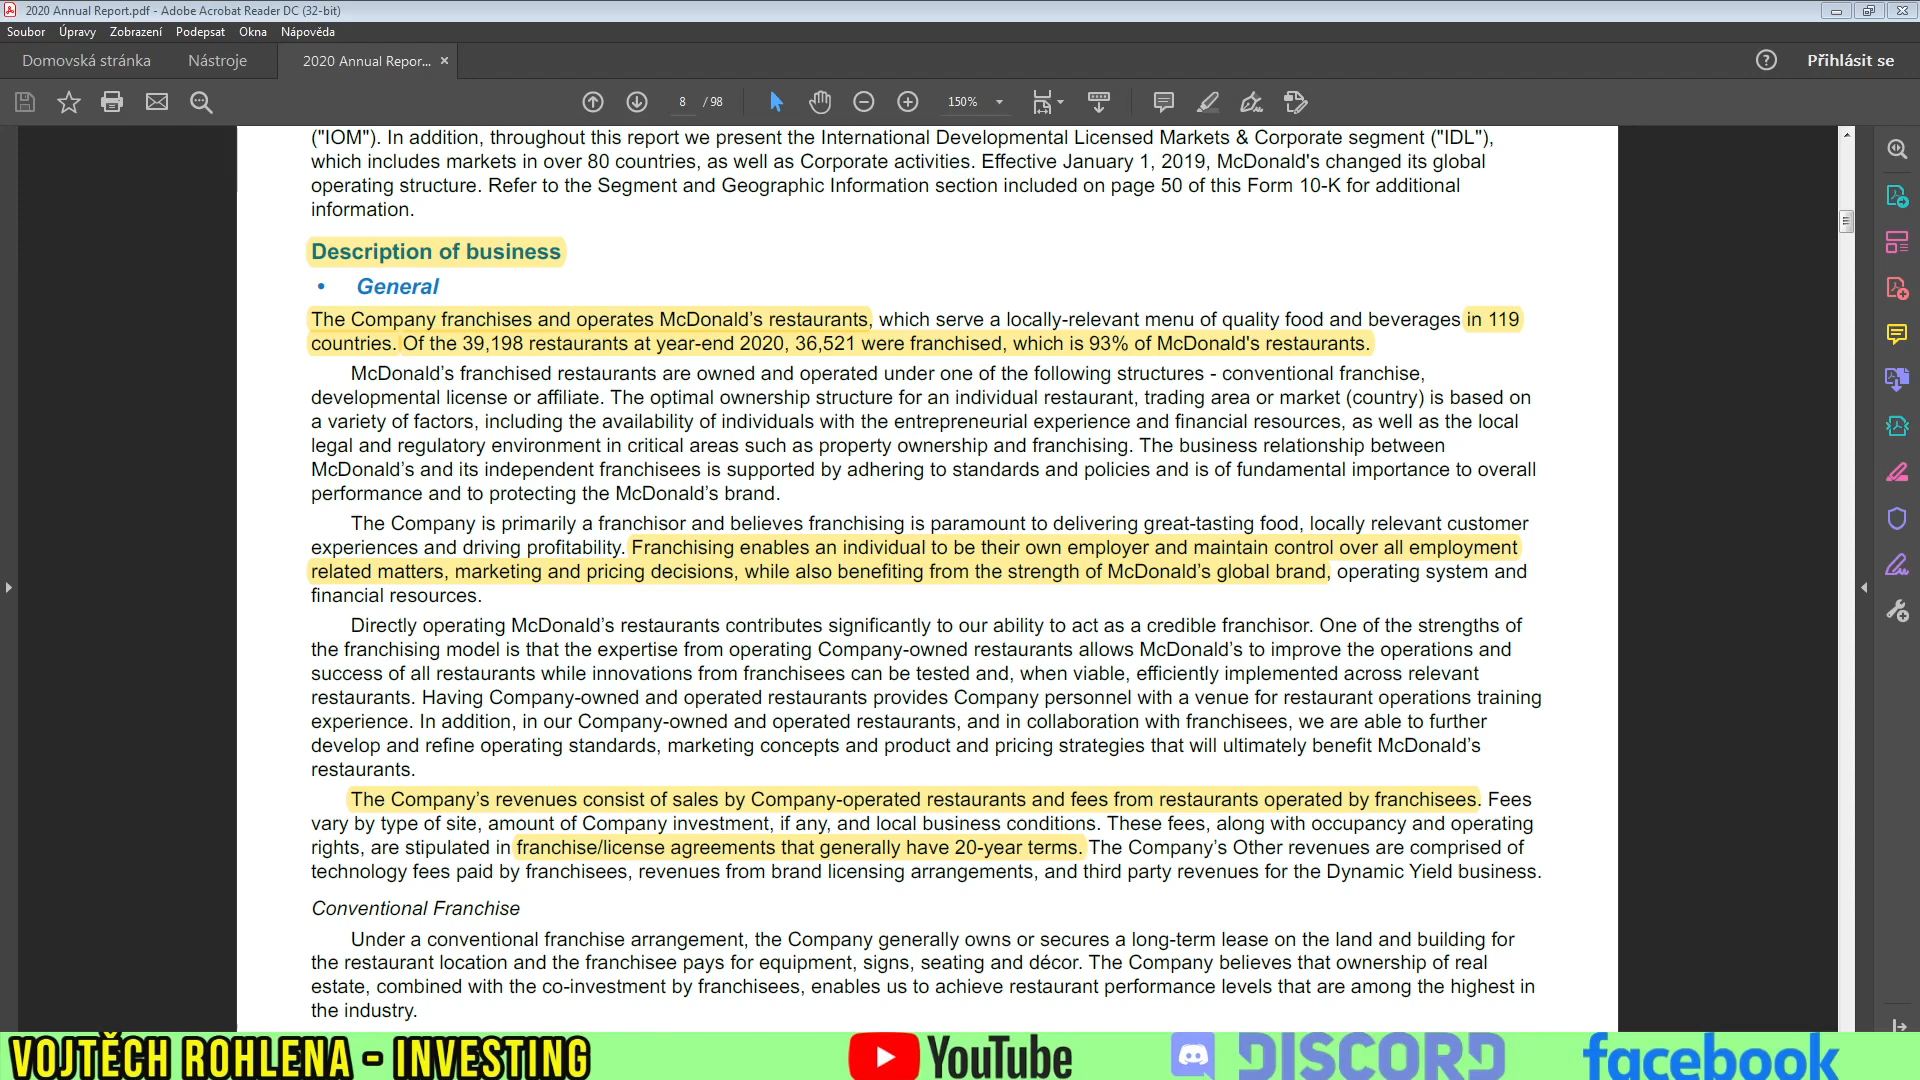 2020 Annual Report.pdf - Adobe Acrobat Reader DC (32-bit)
Soubor Úpravy Zobrazení Podepsat Okna Nápověda
Domovská stránka Nástroje 2020 Annual Repor... × Přihlásit se
8 / 98 150%
("IOM"). In addition, throughout this report we present the International Developmental Licensed Markets & Corporate segment ("IDL"),
which includes markets in over 80 countries, as well as Corporate activities. Effective January 1, 2019, McDonald's changed its global
operating structure. Refer to the Segment and Geographic Information section included on page 50 of this Form 10-K for additional
information.
Description of business
• General
The Company franchises and operates McDonald's restaurants, which serve a locally-relevant menu of quality food and beverages in 119
countries. Of the 39,198 restaurants at year-end 2020, 36,521 were franchised, which is 93% of McDonald's restaurants.
McDonald's franchised restaurants are owned and operated under one of the following structures - conventional franchise,
developmental license or affiliate. The optimal ownership structure for an individual restaurant, trading area or market (country) is based on
a variety of factors, including the availability of individuals with the entrepreneurial experience and financial resources, as well as the local
legal and regulatory environment in critical areas such as property ownership and franchising. The business relationship between
McDonald's and its independent franchisees is supported by adhering to standards and policies and is of fundamental importance to overall
performance and to protecting the McDonald's brand.
The Company is primarily a franchisor and believes franchising is paramount to delivering great-tasting food, locally relevant customer
experiences and driving profitability. Franchising enables an individual to be their own employer and maintain control over all employment
related matters, marketing and pricing decisions, while also benefiting from the strength of McDonald's global brand, operating system and
financial resources.
Directly operating McDonald's restaurants contributes significantly to our ability to act as a credible franchisor. One of the strengths of
the franchising model is that the expertise from operating Company-owned restaurants allows McDonald's to improve the operations and
success of all restaurants while innovations from franchisees can be tested and, when viable, efficiently implemented across relevant
restaurants. Having Company-owned and operated restaurants provides Company personnel with a venue for restaurant operations training
experience. In addition, in our Company-owned and operated restaurants, and in collaboration with franchisees, we are able to further
develop and refine operating standards, marketing concepts and product and pricing strategies that will ultimately benefit McDonald's
restaurants.
The Company's revenues consist of sales by Company-operated restaurants and fees from restaurants operated by franchisees. Fees
vary by type of site, amount of Company investment, if any, and local business conditions. These fees, along with occupancy and operating
rights, are stipulated in franchise/license agreements that generally have 20-year terms. The Company's Other revenues are comprised of
technology fees paid by franchisees, revenues from brand licensing arrangements, and third party revenues for the Dynamic Yield business.
Conventional Franchise
Under a conventional franchise arrangement, the Company generally owns or secures a long-term lease on the land and building for
the restaurant location and the franchisee pays for equipment, signs, seating and décor. The Company believes that ownership of real
estate, combined with the co-investment by franchisees, enables us to achieve restaurant performance levels that are among the highest in
the industry.
VOJTĚCH ROHLENA - INVESTING YouTube DISCORD facebook